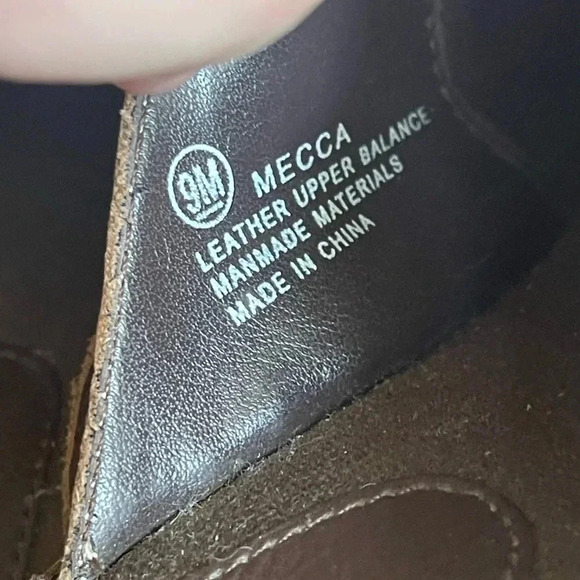 9M MECCA
LEATHER UPPER BALANCE
MANMADE MATERIALS
MADE IN CHINA